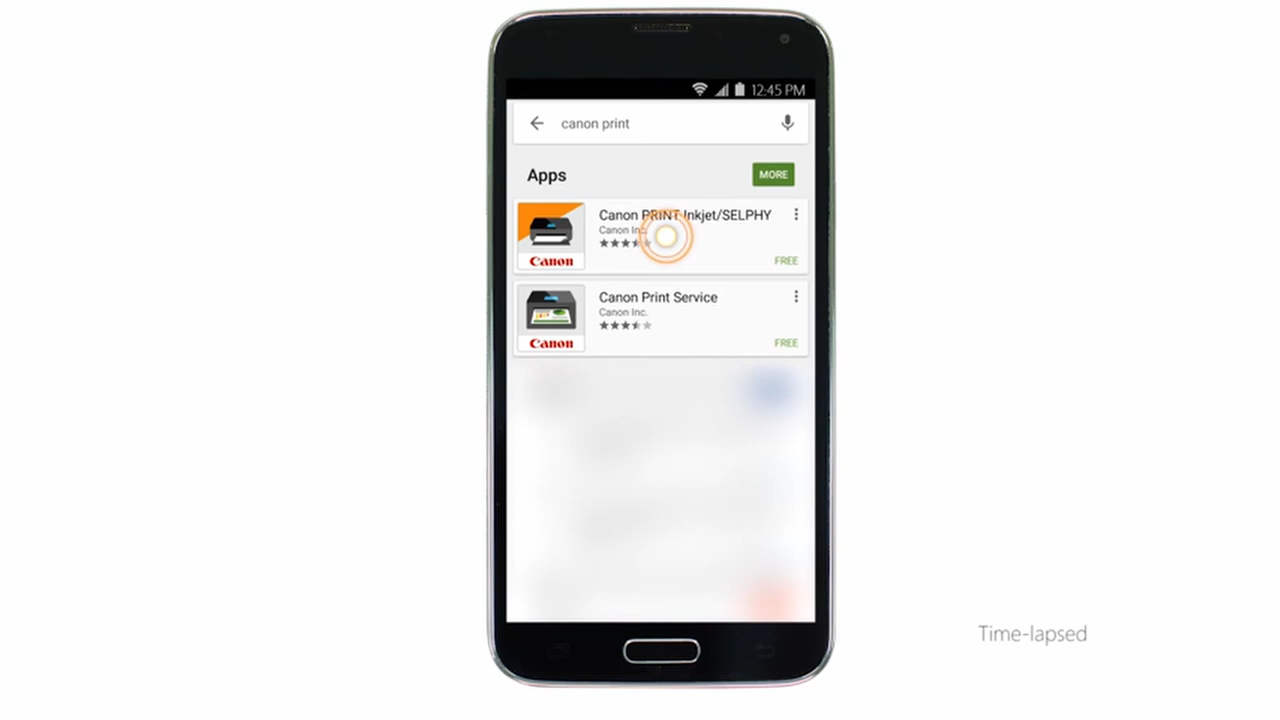 12:45 PM
canon print
Apps
MORE
Canon PRINT Inkjet/SELPHY
Canon Inc.
FREE
Canon
Canon Print Service
Canon Inc.
FREE
Canon
Time-lapsed